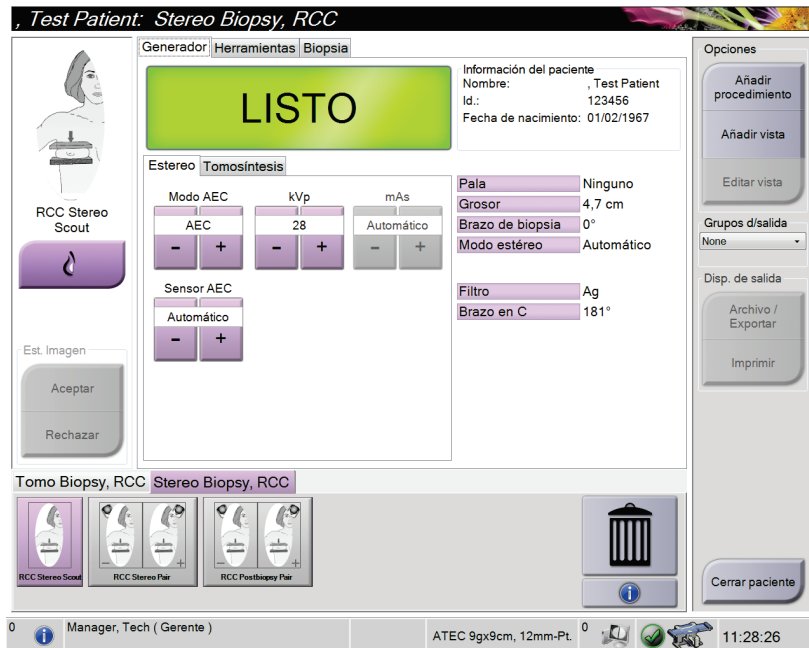 , Test Patient: Stereo Biopsy, RCC
Generador Herramientas Biopsia
LISTO
Información del paciente
Nombre: , Test Patient
Id.: 123456
Fecha de nacimiento: 01/02/1967
Opciones
Añadir
procedimiento
Añadir vista
Editar vista
Grupos d/salida
None
Disp. de salida
Archivo /
Exportar
Imprimir
Cerrar paciente
RCC Stereo
Scout
Est. Imagen
Aceptar
Rechazar
Estereo Tomosíntesis
Modo AEC kVp mAs
AEC 28 Automático
- + - + - +
Sensor AEC
Automático
- +
Pala Ninguno
Grosor 4,7 cm
Brazo de biopsia 0°
Modo estéreo Automático
Filtro Ag
Brazo en C 181°
Tomo Biopsy, RCC Stereo Biopsy, RCC
RCC Stereo Scout RCC Stereo Pair RCC Postbiopsy Pair
0 Manager, Tech ( Gerente ) ATEC 9gx9cm, 12mm-Pt. 0 11:28:26